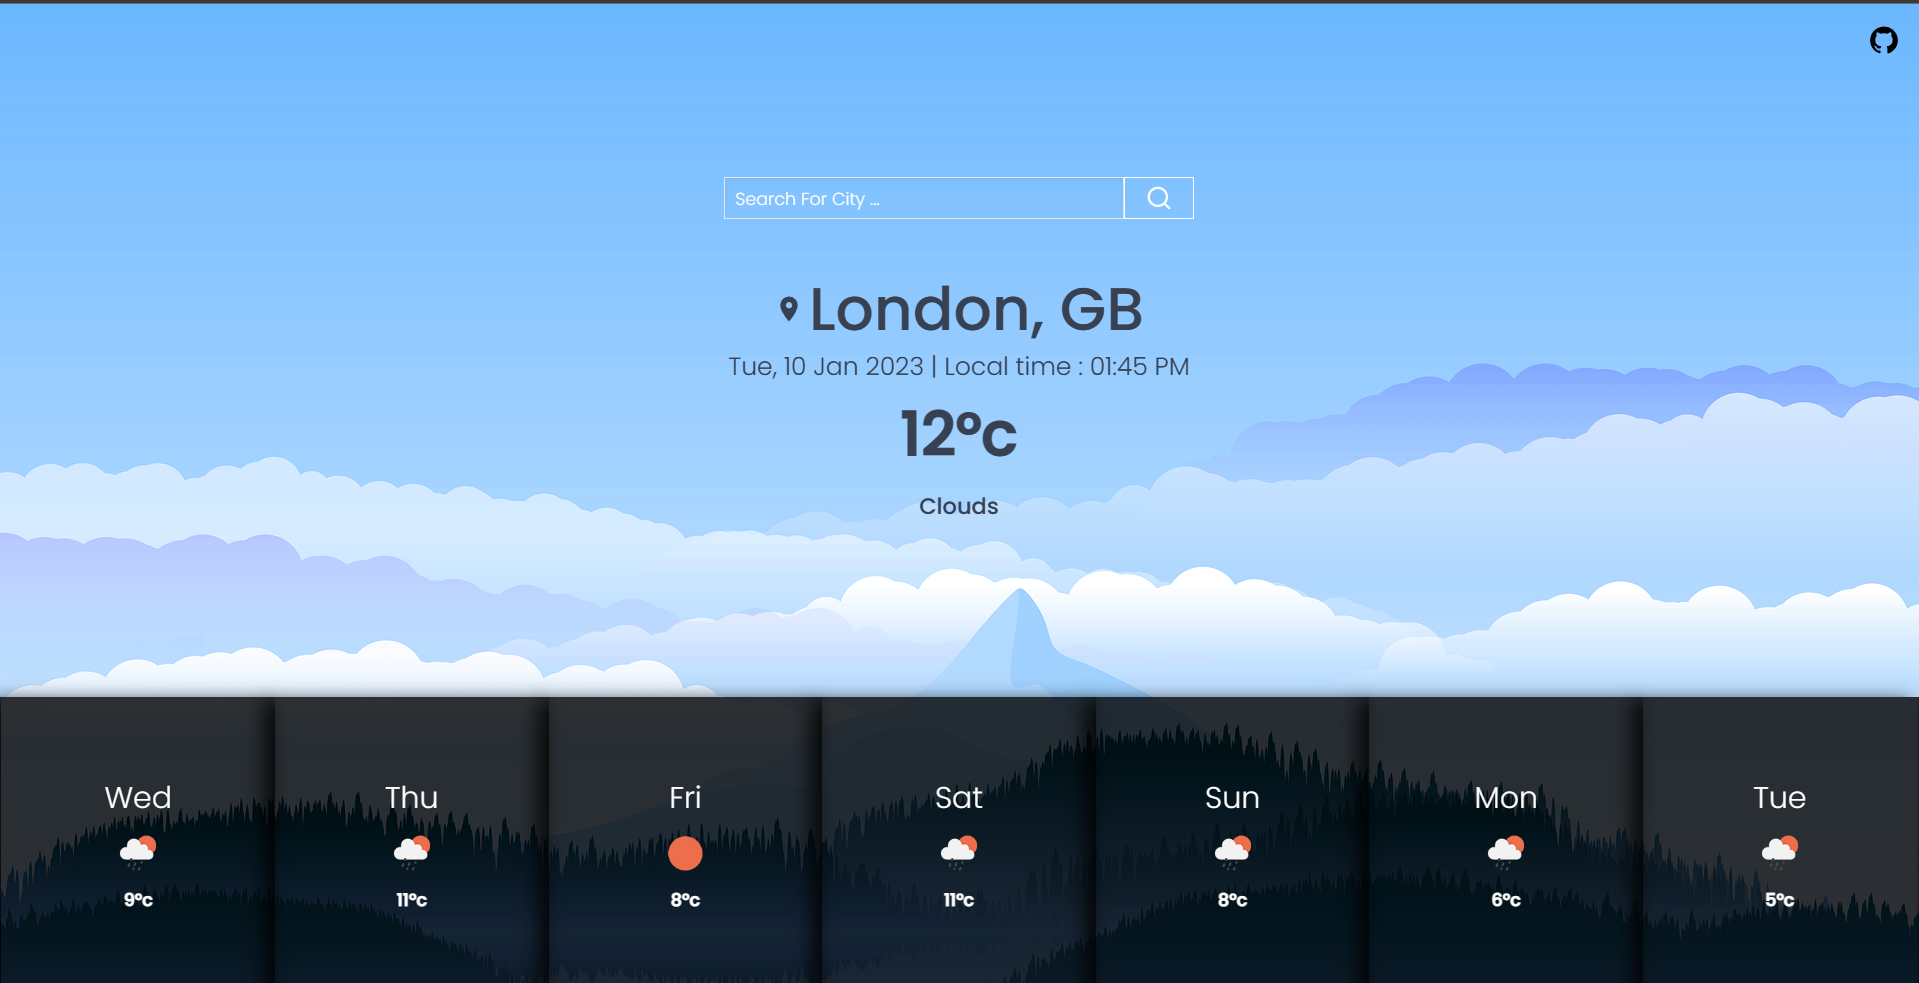 Search For City ...
London, GB
Tue, 10 Jan 2023 | Local time : 01:45 PM
12°c
Clouds
Wed
9°c
Thu
11°c
Fri
8°c
Sat
11°c
Sun
8°c
Mon
6°c
Tue
5°c